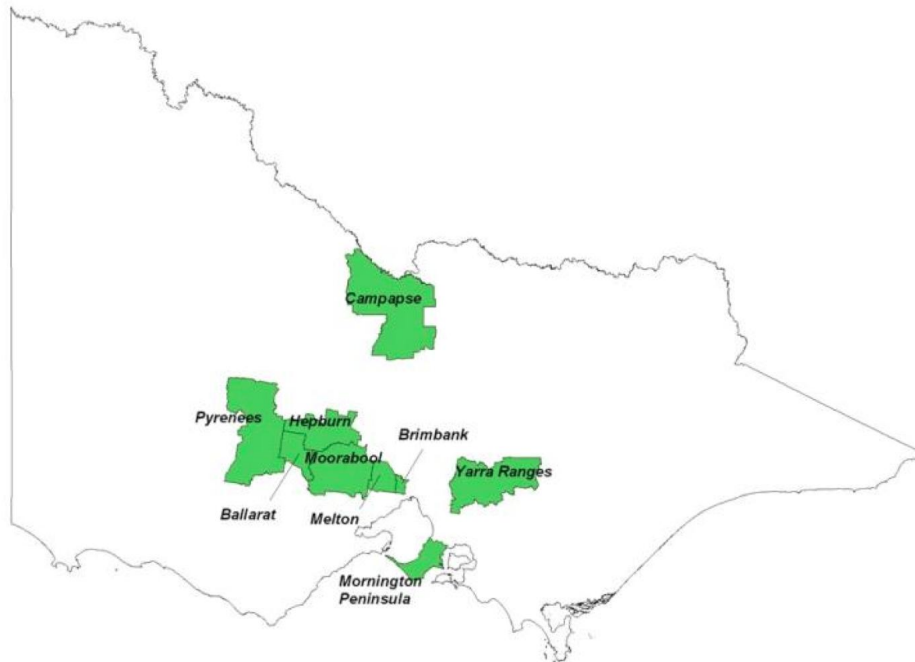 Campapse
Pyrenees
Hepburn
Brimbank
Moorabool
Yarra Ranges
Ballarat
Melton
Mornington
Peninsula